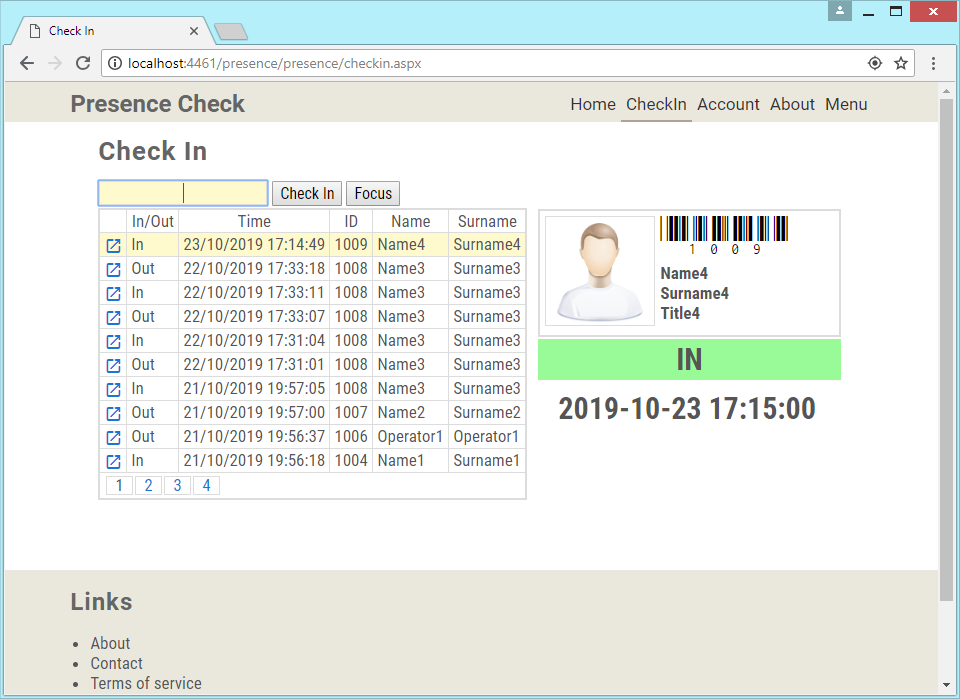 Check In
localhost:4461/presence/presence/checkin.aspx
Presence Check Home CheckIn Account About Menu
Check In
Check In Focus
In/Out Time ID Name Surname
In 23/10/2019 17:14:49 1009 Name4 Surname4
Out 22/10/2019 17:33:18 1008 Name3 Surname3
In 22/10/2019 17:33:11 1008 Name3 Surname3
Out 22/10/2019 17:33:07 1008 Name3 Surname3
In 22/10/2019 17:31:04 1008 Name3 Surname3
Out 22/10/2019 17:31:01 1008 Name3 Surname3
In 21/10/2019 19:57:05 1008 Name3 Surname3
Out 21/10/2019 19:57:00 1007 Name2 Surname2
Out 21/10/2019 19:56:37 1006 Operator1 Operator1
In 21/10/2019 19:56:18 1004 Name1 Surname1
1 2 3 4
1 0 0 9
Name4
Surname4
Title4
IN
2019-10-23 17:15:00
Links
About
Contact
Terms of service